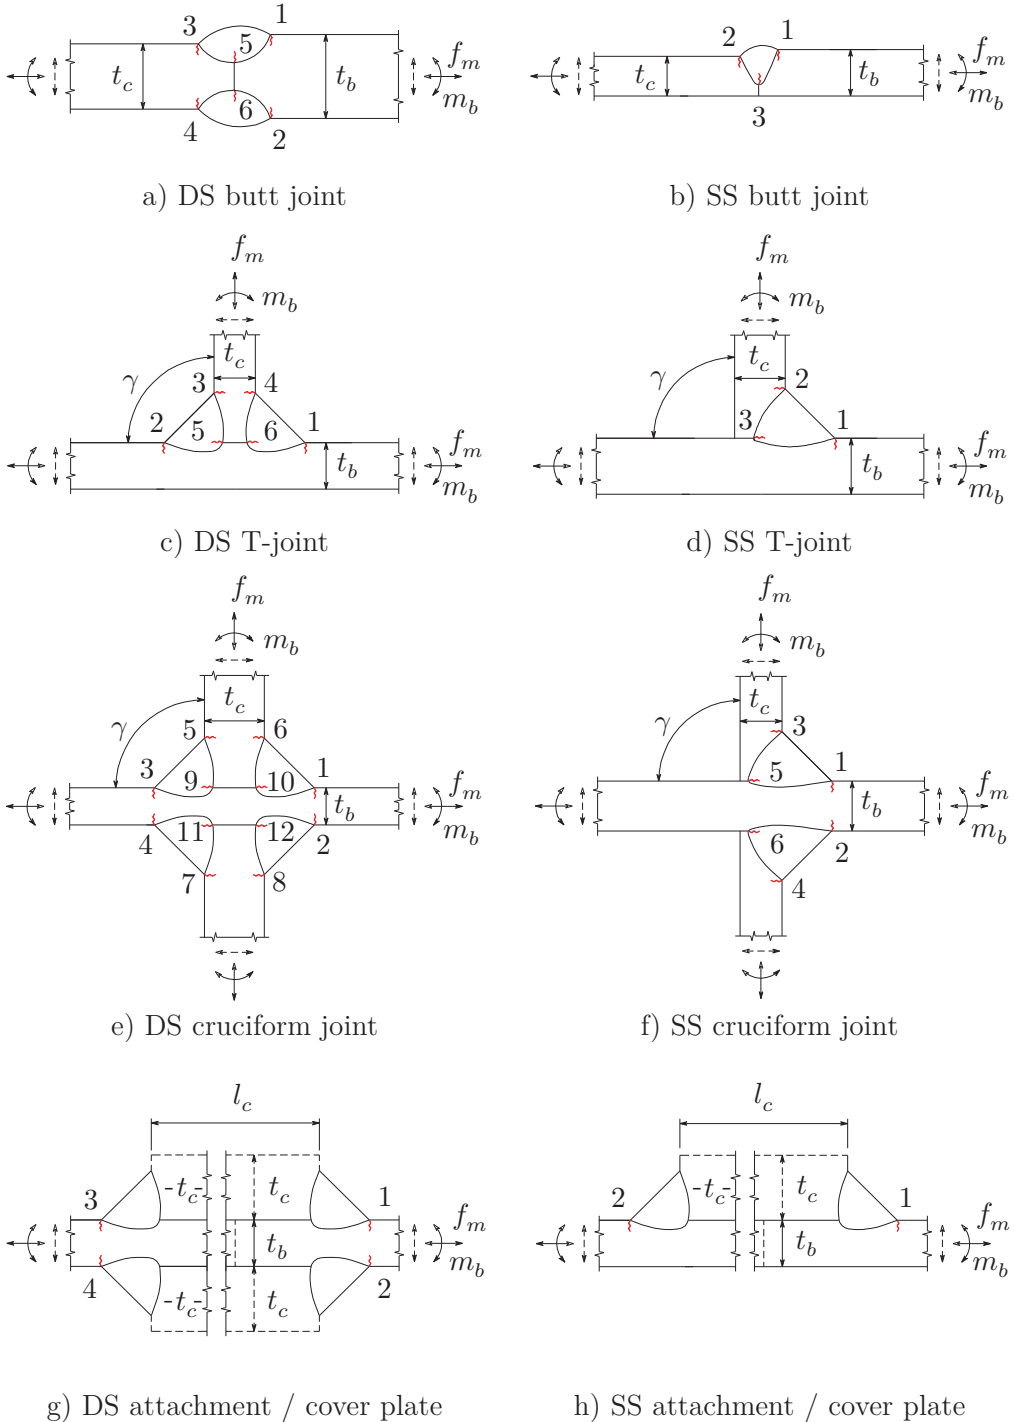 3 5 1
t_c t_b f_m
m_b
4 6 2
a) DS butt joint
2 1
t_c t_b f_m
m_b
3
b) SS butt joint
f_m
m_b
t_c
γ 3 4
2 5 6 1
t_b f_m
m_b
c) DS T-joint
f_m
m_b
t_c
γ 2
3 1
t_b f_m
m_b
d) SS T-joint
f_m
m_b
t_c
γ 5 6
3 9 10 1
t_b f_m
m_b
4 11 12 2
7 8
e) DS cruciform joint
f_m
m_b
t_c
γ 3
5 1
t_b f_m
m_b
6 2
4
f) SS cruciform joint
l_c
-t_c- t_c
3 1
t_b f_m
m_b
4 2
-t_c- t_c
g) DS attachment / cover plate
l_c
-t_c- t_c
2 1
t_b f_m
m_b
h) SS attachment / cover plate